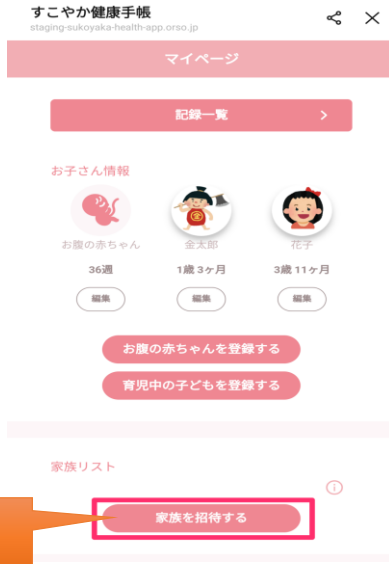 すこやか健康手帳
staging-sukoyaka-health-app.orso.jp
マイページ
記録一覧
お子さん情報
金
お腹の赤ちゃん 金太郎 花子
36週 1歳 3ヶ月 3歳 11ヶ月
編集 編集 編集
お腹の赤ちゃんを登録する
育児中の子どもを登録する
家族リスト
家族を招待する